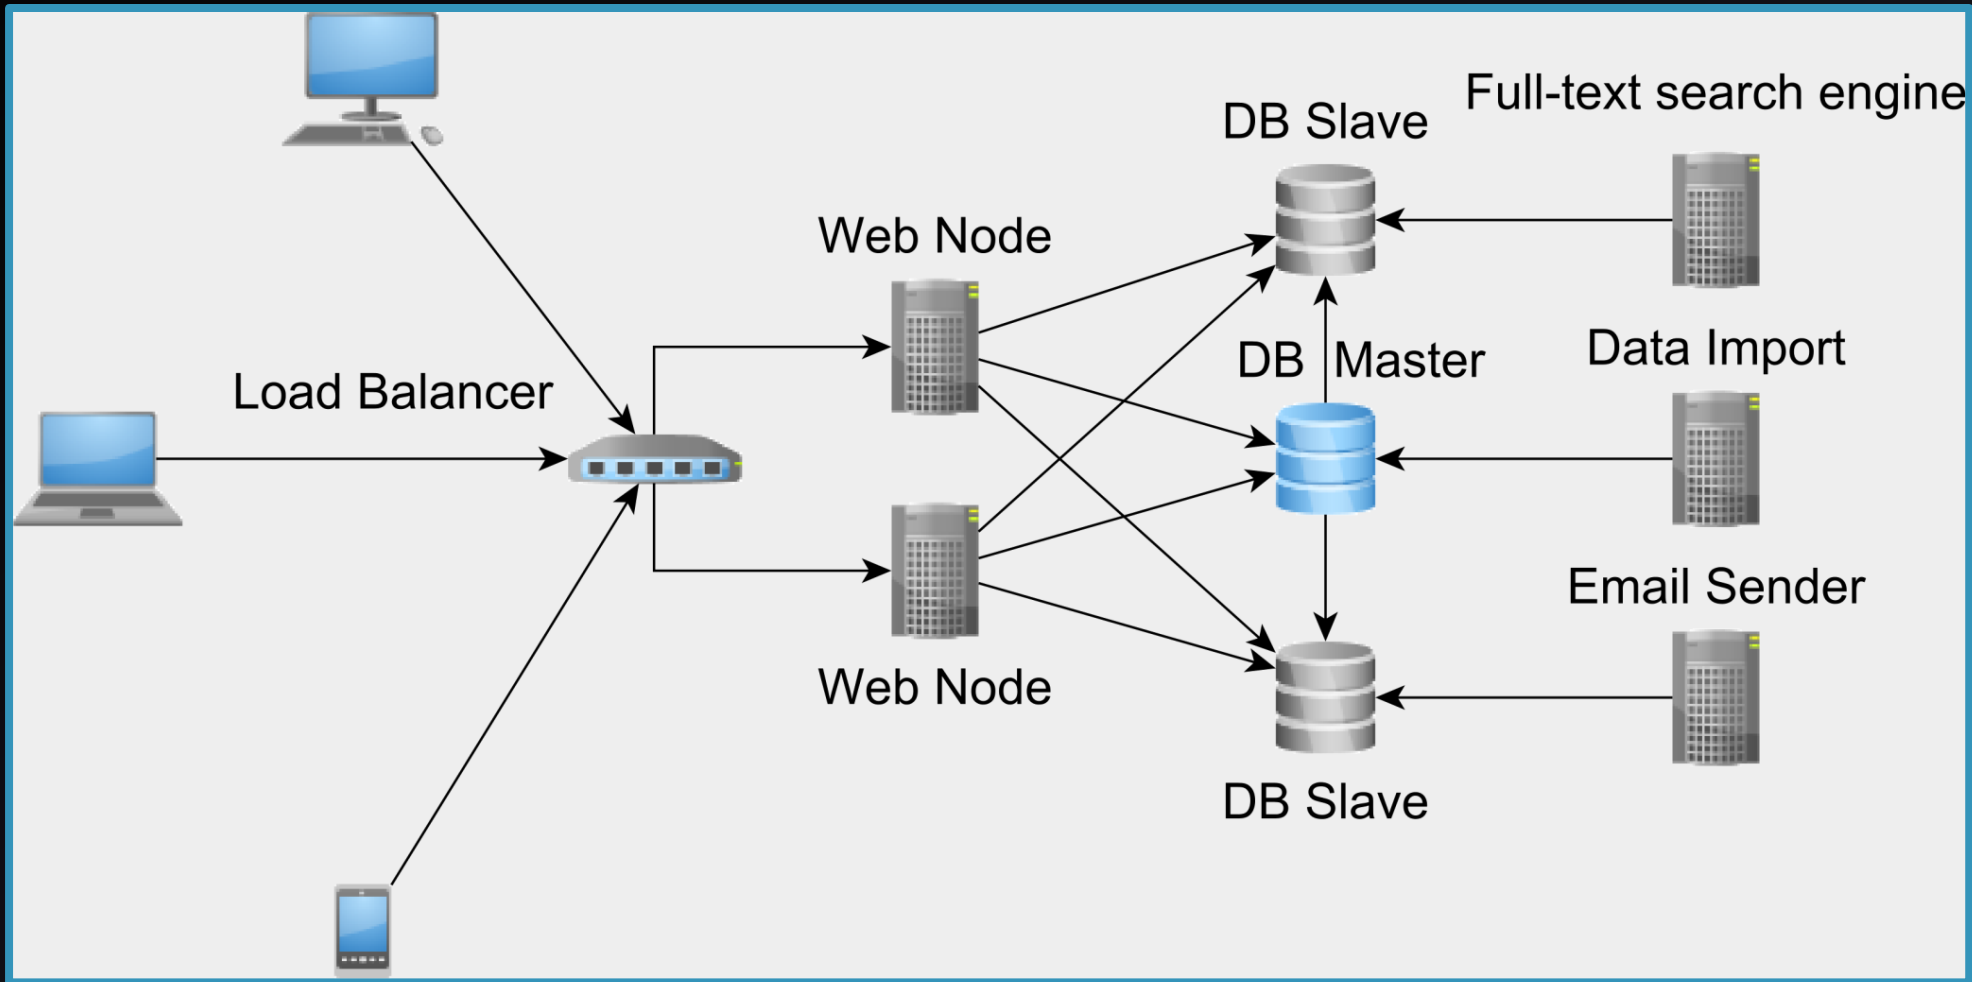 Full-text search engine
DB Slave
Web Node
Data Import
DB Master
Load Balancer
Email Sender
Web Node
DB Slave